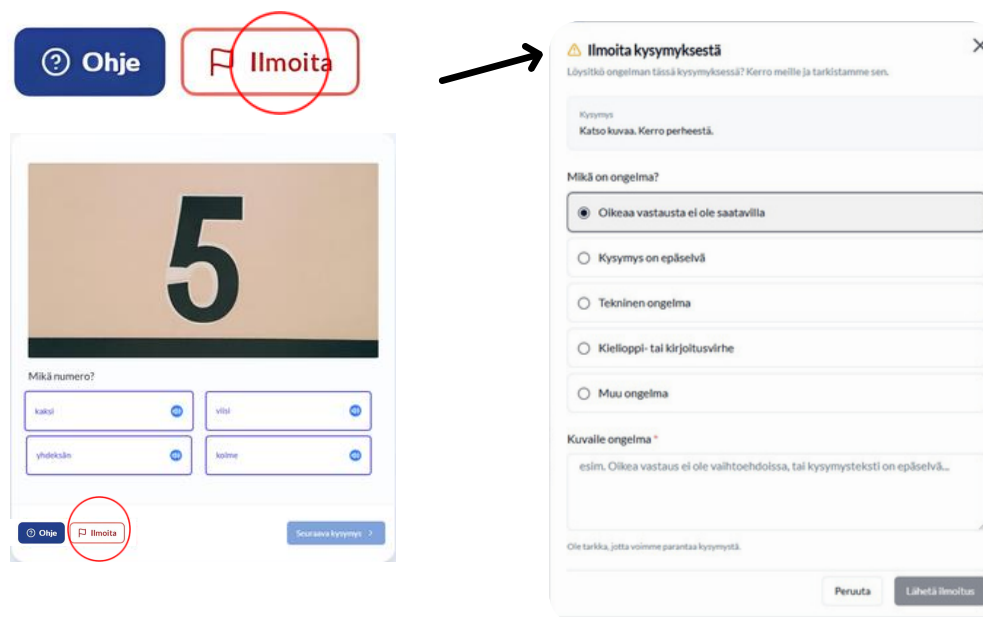 Ohje
Ilmoita
5
Mikä numero?
kaksi
viisi
yhdeksän
kolme
Ohje
Ilmoita
Seuraava kysymys
Ilmoita kysymyksestä
Löysitkö ongelman tässä kysymyksessä? Kerro meille ja tarkistamme sen.
Kysymys
Katso kuvaa. Kerro perheestä.
Mikä on ongelma?
Oikeaa vastausta ei ole saatavilla
Kysymys on epäselvä
Tekninen ongelma
Kielioppi- tai kirjoitusvirhe
Muu ongelma
Kuvaile ongelma *
esim. Oikea vastaus ei ole vaihtoehdoissa, tai kysymysteksti on epäselvä...
Ole tarkka, jotta voimme parantaa kysymystä.
Peruuta
Lähetä ilmoitus